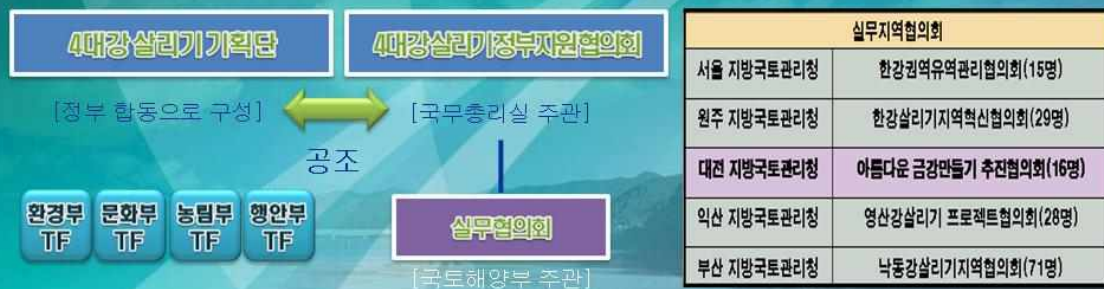 4대강 살리기 기획단
4대강살리기정부지원협의회
[정부 합동으로 구성]
[국무총리실 주관]
공조
환경부
TF
문화부
TF
농림부
TF
행안부
TF
실무협의회
[국토해양부 주관]
실무지역협의회
서울 지방국토관리청 한강권역유역관리협의회(15명)
원주 지방국토관리청 한강살리기지역혁신협의회(29명)
대전 지방국토관리청 아름다운 금강만들기 추진협의회(16명)
익산 지방국토관리청 영산강살리기 프로젝트협의회(28명)
부산 지방국토관리청 낙동강살리기지역협의회(71명)